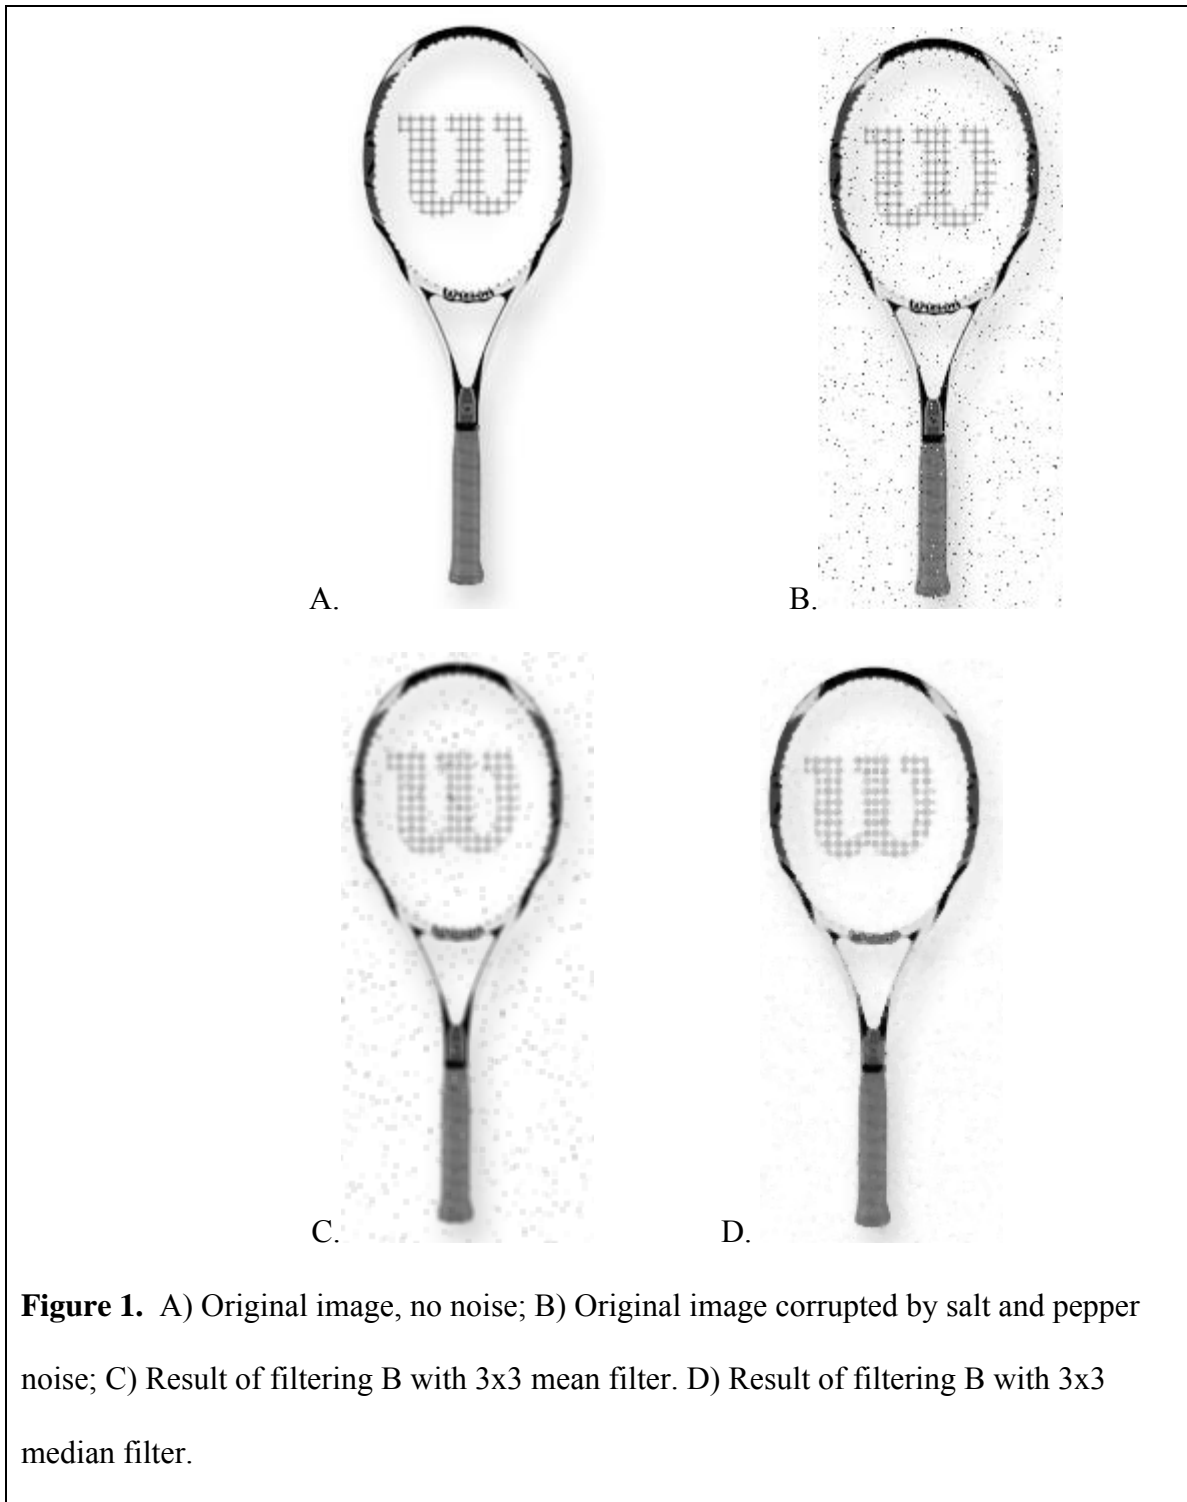 A.
B.
C.
D.
Figure 1. A) Original image, no noise; B) Original image corrupted by salt and pepper
noise; C) Result of filtering B with 3x3 mean filter. D) Result of filtering B with 3x3
median filter.